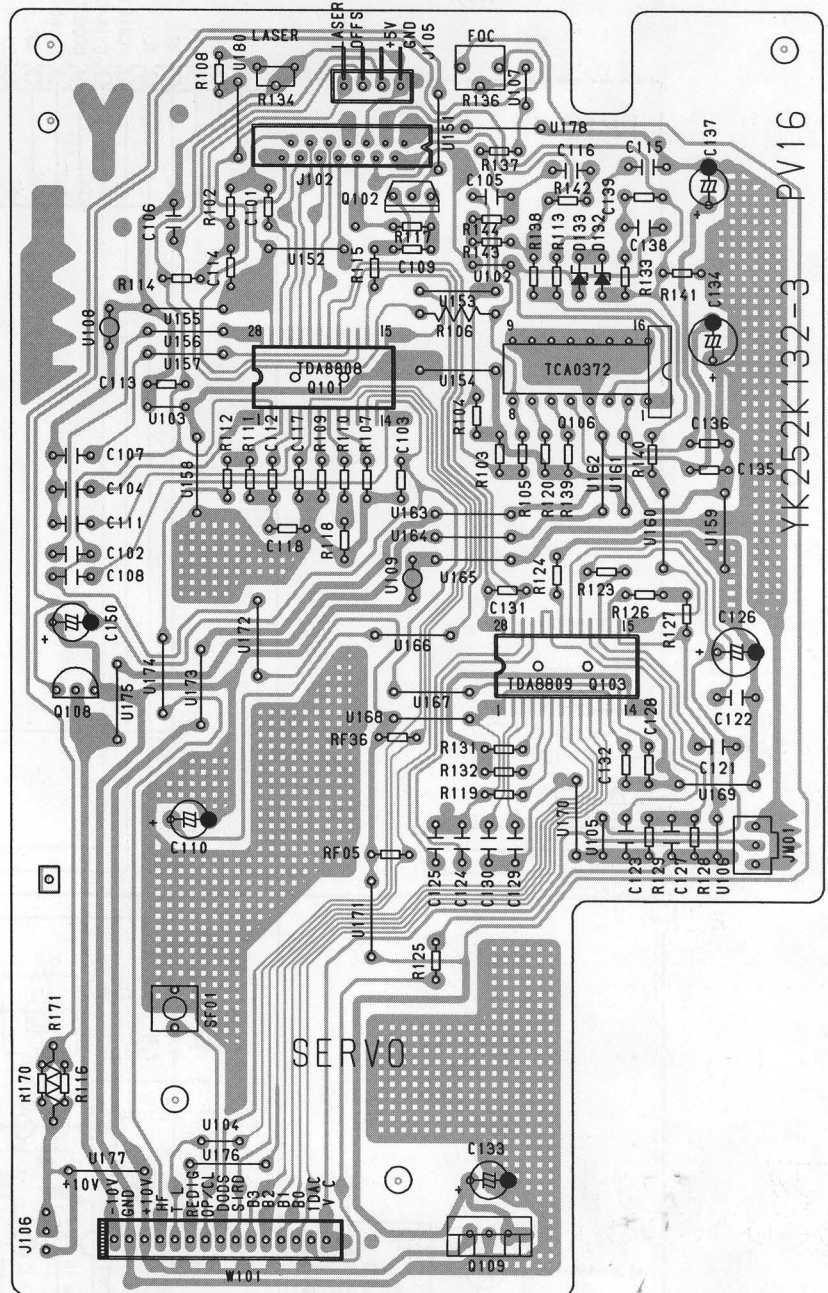 LASER
OFFS
+5V
GND
J105
LASER
FOC
R108
U180
R134
R136
U107
U151
U178
J102
R137
C116
C115
C137
PV16
R102
C101
Q102
C105
R142
C139
C106
R144
R138
R113
D133
D132
C138
C114
U152
R115
C109
R143
U102
R133
R114
U153
R141
C134
U108
U155
R106
U156
28
15
9
16
YK252K132-3
U157
TDA8808
Q101
U154
TCA0372
C113
U103
1
14
R104
8
Q106
1
R112
R111
C112
C117
R109
R110
R107
C103
C136
C107
U158
R103
R105
R120
R139
U162
U161
R140
C135
C104
U163
C111
C118
R118
U164
U160
U159
C102
U109
U165
R124
C108
R123
C131
R126
R127
C150
U172
28
15
C126
U174
U173
U166
TDA8809
Q103
Q108
U175
U167
1
14
C128
C122
U168
RF36
R131
C132
C121
R132
U169
R119
U170
C110
U105
JW01
RF05
C125
C124
C130
C129
C123
R129
C127
R128
U106
U171
R125
SF01
R171
SERVO
R170
R116
U104
C133
U177
U176
+10V
-10V
GND
+10V
HF
T L
REDIG
OP/CL
DODS
SIRD
B3
B2
B1
B0
IDAC
V C
J106
W101
Q109